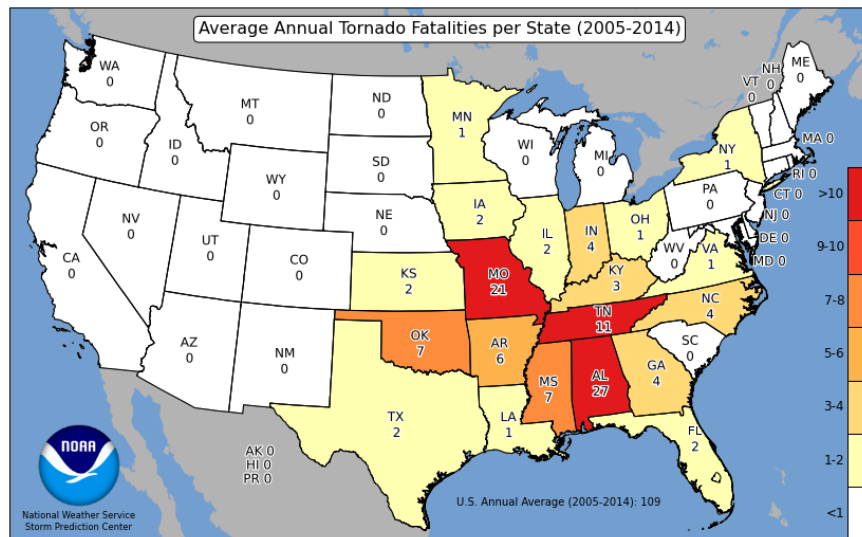 Average Annual Tornado Fatalities per State (2005-2014)
WA
0
OR
0
CA
0
ID
0
NV
0
MT
0
WY
0
UT
0
AZ
0
CO
0
NM
0
ND
0
SD
0
NE
0
KS
2
OK
7
TX
2
MN
1
IA
2
MO
21
AR
6
LA
1
WI
0
IL
2
MI
0
IN
4
OH
1
KY
3
TN
11
MS
7
AL
27
GA
4
FL
2
SC
0
NC
4
VA
1
WV
0
PA
0
NY
1
VT
0
NH
0
ME
0
MA 0
RI 0
CT 0
NJ 0
DE 0
MD 0
AK 0
HI 0
PR 0
>10
9-10
7-8
5-6
3-4
1-2
<1
NOAA
National Weather Service
Storm Prediction Center
U.S. Annual Average (2005-2014): 109